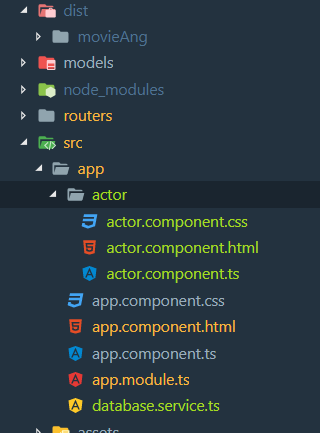 dist
movieAng
models
node_modules
routers
src
app
actor
actor.component.css
actor.component.html
actor.component.ts
app.component.css
app.component.html
app.component.ts
app.module.ts
database.service.ts
assets